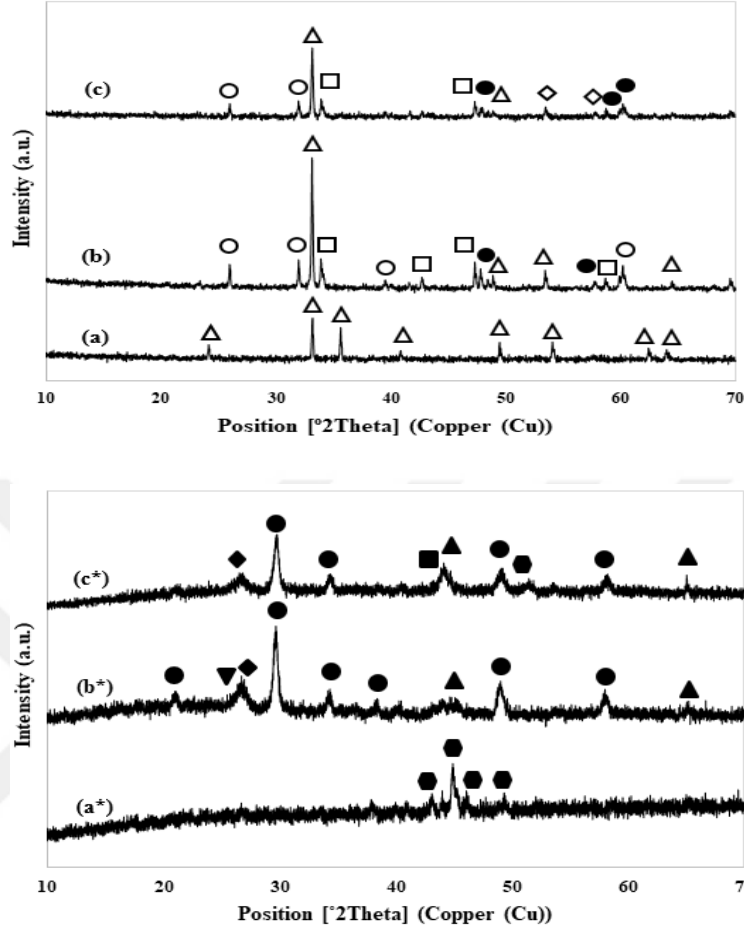 (c)
(b)
(a)
Intensity (a.u.)
10 20 30 40 50 60 70
Position [°2Theta] (Copper (Cu))
(c*)
(b*)
(a*)
Intensity (a.u.)
10 20 30 40 50 60 7
Position [°2Theta] (Copper (Cu))